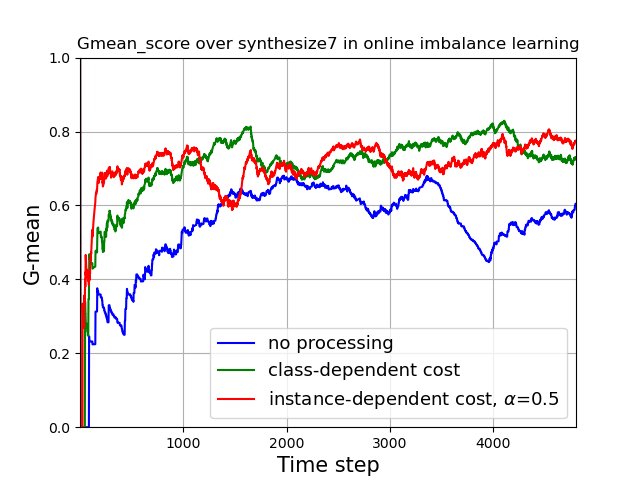 Gmean_score over synthesize7 in online imbalance learning
1.0
0.8
0.6
0.4
0.2
0.0
G-mean
no processing
class-dependent cost
instance-dependent cost, α=0.5
1000
2000
3000
4000
Time step